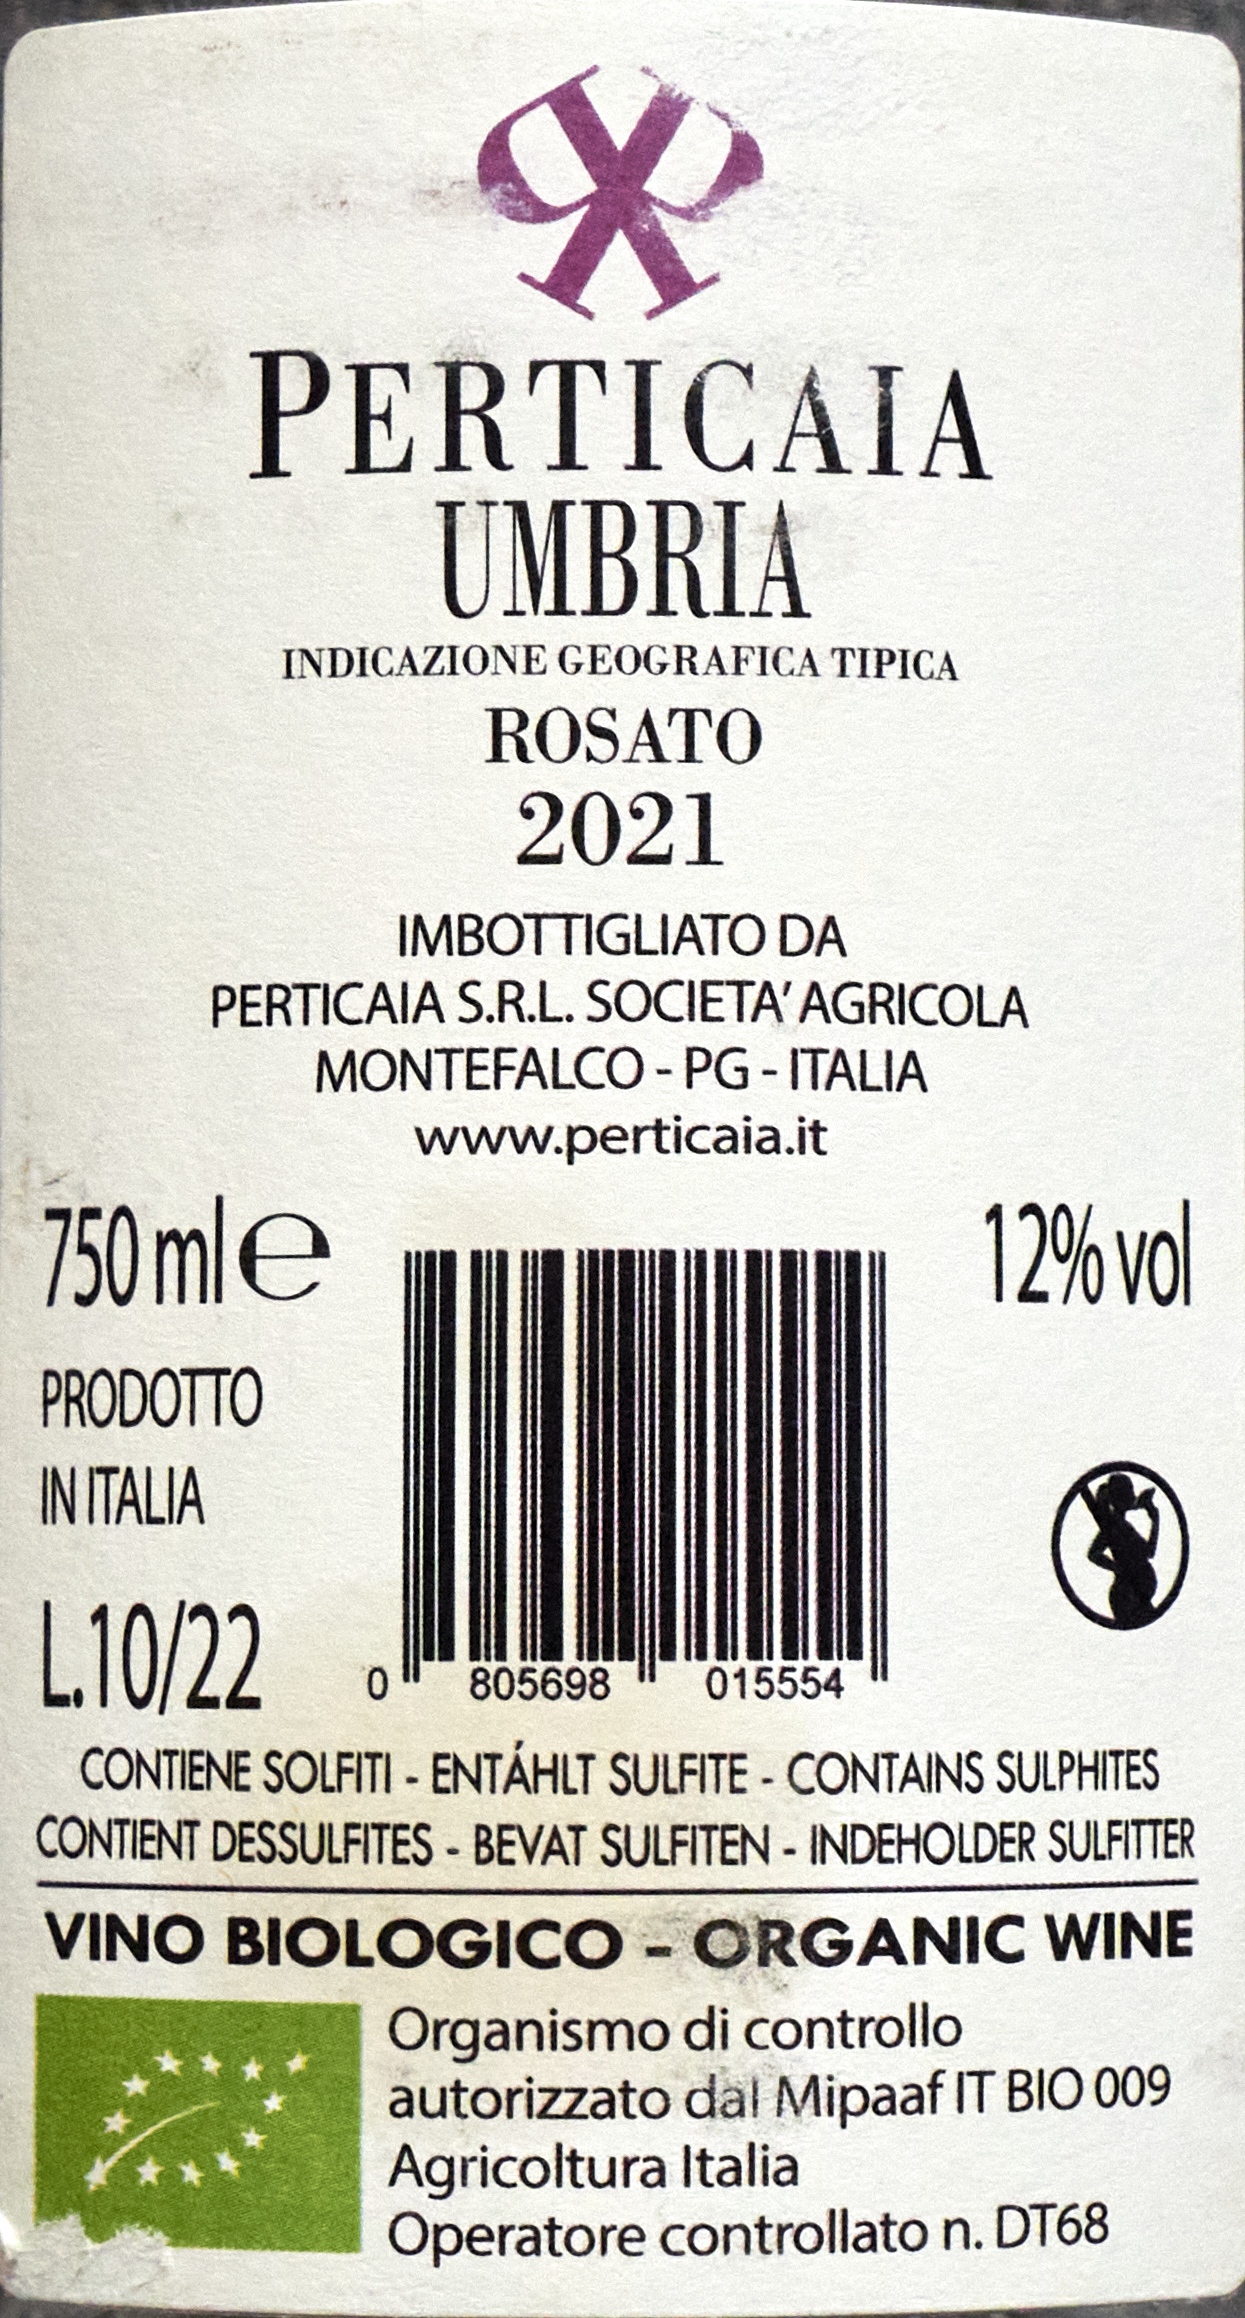 PERTICAIA
UMBRIA
INDICAZIONE GEOGRAFICA TIPICA
ROSATO
2021
IMBOTTIGLIATO DA
PERTICAIA S.R.L. SOCIETA' AGRICOLA
MONTEFALCO - PG - ITALIA
www.perticaia.it
750 ml e
12% vol
PRODOTTO
IN ITALIA
L.10/22
0 805698 015554
CONTIENE SOLFITI - ENTÁHLT SULFITE - CONTAINS SULPHITES
CONTIENT DESSULFITES - BEVAT SULFITEN - INDEHOLDER SULFITTER
VINO BIOLOGICO - ORGANIC WINE
Organismo di controllo
autorizzato dal Mipaaf IT BIO 009
Agricoltura Italia
Operatore controllato n. DT68